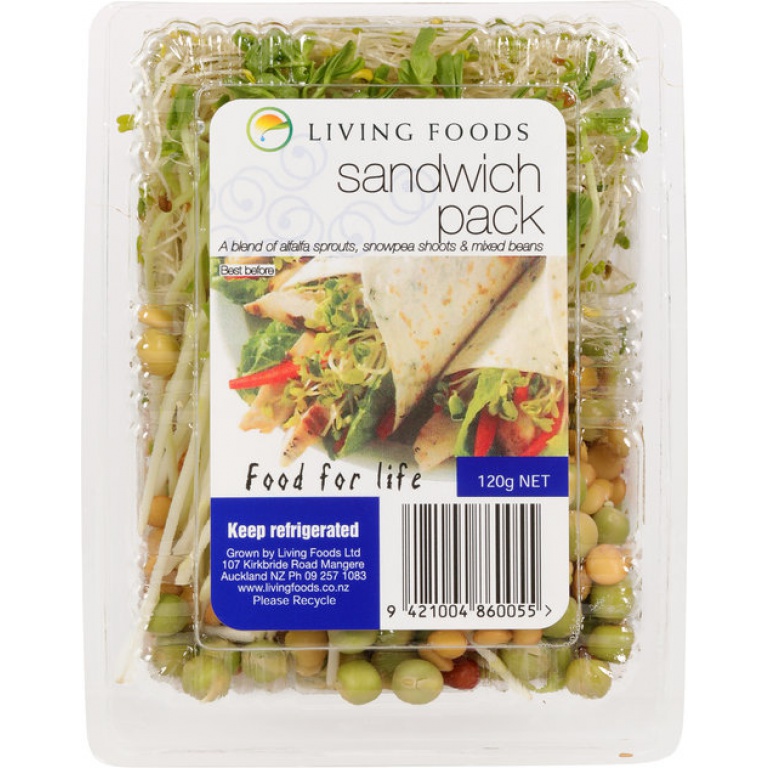 LIVING FOODS
sandwich
pack
A blend of alfalfa sprouts, snowpea shoots & mixed beans
Best before
Food for life
120g NET
Keep refrigerated
Grown by Living Foods Ltd
107 Kirkbride Road Mangere
Auckland NZ Ph 09 257 1083
www.livingfoods.co.nz
Please Recycle
9 421004 860055 >